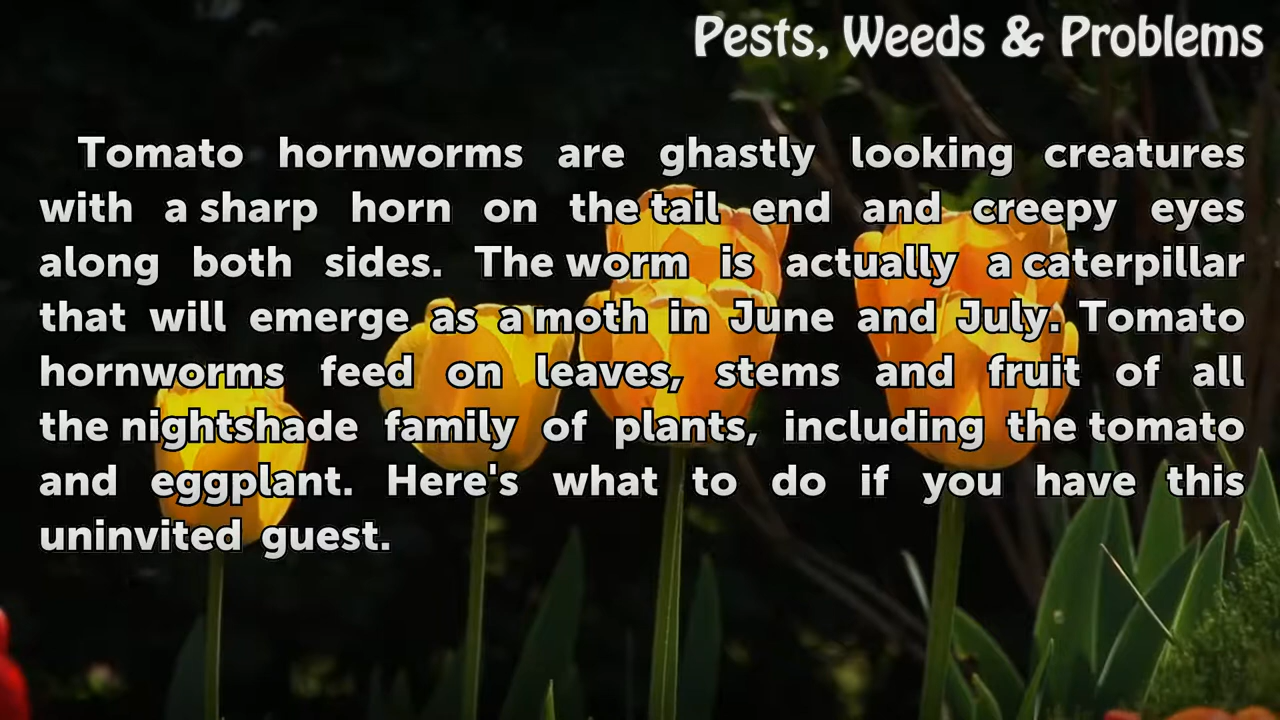 Pests, Weeds & Problems
Tomato hornworms are ghastly looking creatures
with a sharp horn on the tail end and creepy eyes
along both sides. The worm is actually a caterpillar
that will emerge as a moth in June and July. Tomato
hornworms feed on leaves, stems and fruit of all
the nightshade family of plants, including the tomato
and eggplant. Here's what to do if you have this
uninvited guest.